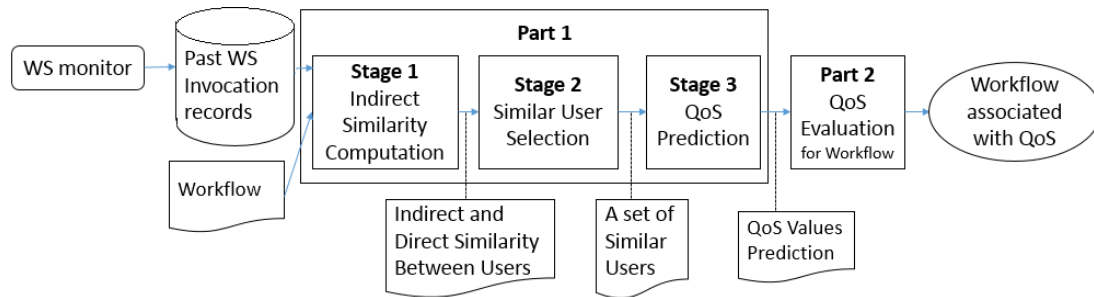 WS monitor
Past WS
Invocation
records
Workflow
Part 1
Stage 1
Indirect
Similarity
Computation
Stage 2
Similar User
Selection
Stage 3
QoS
Prediction
Part 2
QoS
Evaluation
for Workflow
Workflow
associated
with QoS
Indirect and
Direct Similarity
Between Users
A set of
Similar
Users
QoS Values
Prediction